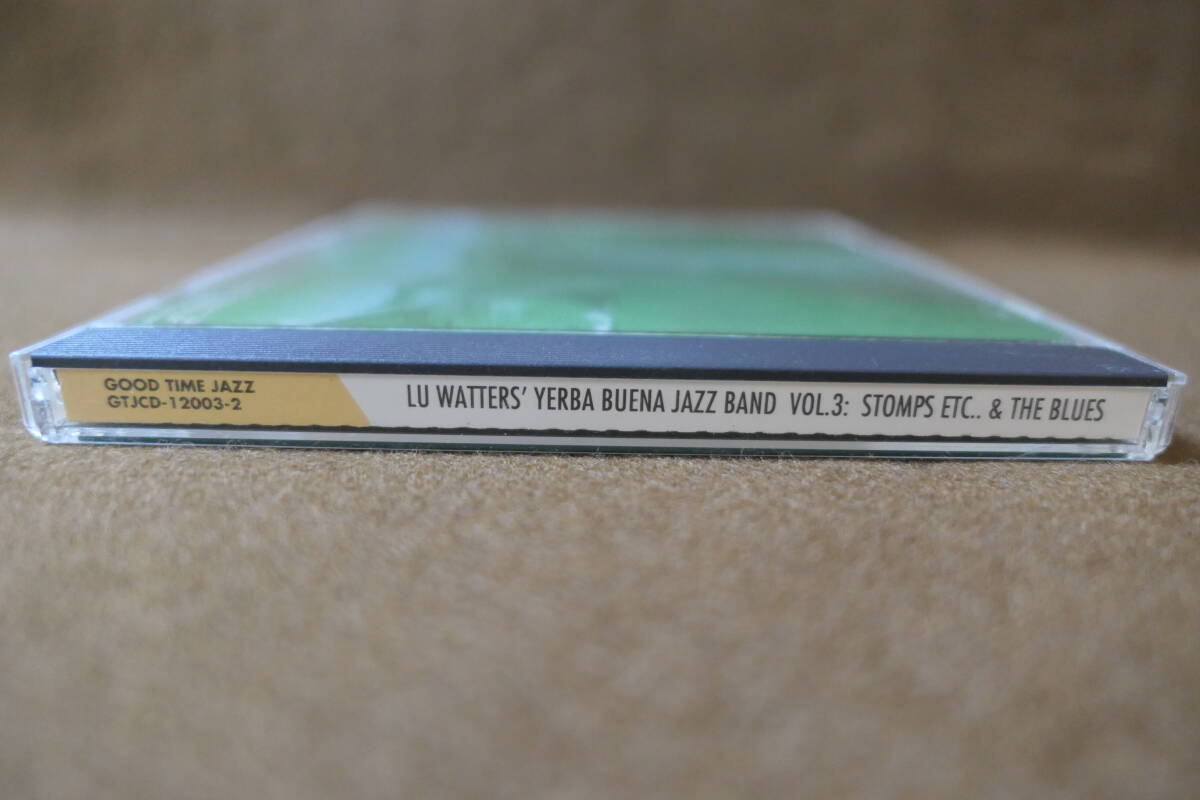 GOOD TIME JAZZ
GTJCD-12003-2
LU WATTERS' YERBA BUENA JAZZ BAND VOL.3: STOMPS ETC.. & THE BLUES